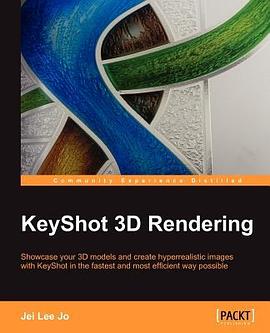 Community Experience Distilled
KeyShot 3D Rendering
Showcase your 3D models and create hyperrealistic images
with KeyShot in the fastest and most efficient way possible
Jei Lee Jo
PACKT
PUBLISHING